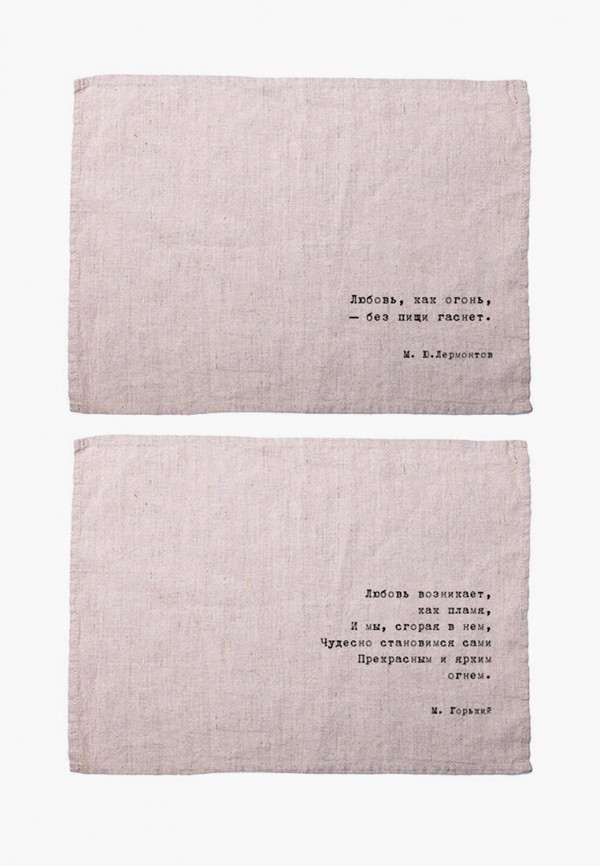 Любовь, как огонь,
— без пищи гаснет.
М. Ю.Лермонтов
Любовь возникает,
как пламя,
И мы, сгорая в нем,
Чудесно становимся сами
Прекрасным и ярким
огнем.
М. Горький